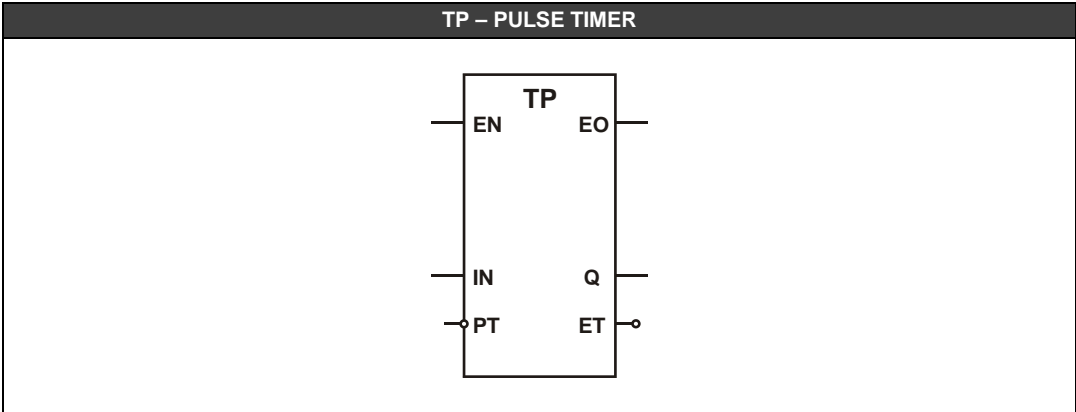 TP – PULSE TIMER
TP
EN EO
IN Q
PT ET